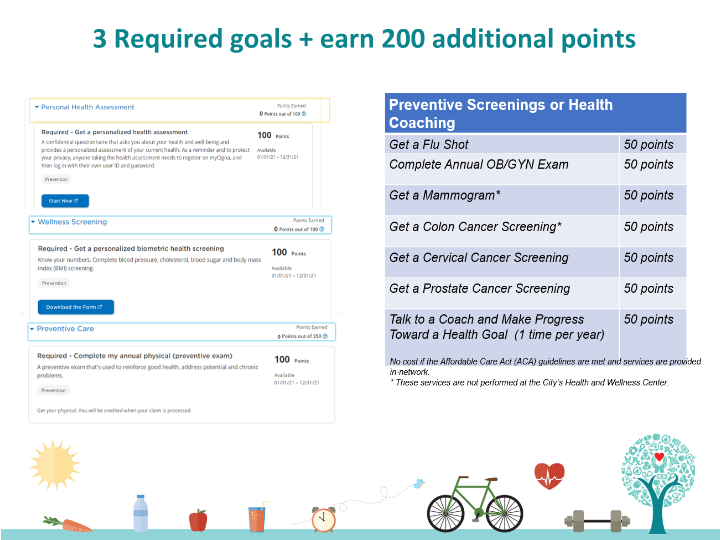 3 Required goals + earn 200 additional points
Personal Health Assessment
Points Earned
0 Points out of 100
Required - Get a personalized health assessment
A confidential questionnaire that asks you about your health and well-being and
provides a personalized assessment of your current health. As a reminder and to protect
your privacy, anyone taking the health assessment needs to register on myCigna, and
then log in with their own user ID and password.
100 Points
Available
01/01/21 - 12/31/21
Prevention
Start Now
Wellness Screening
Points Earned
0 Points out of 100
Required - Get a personalized biometric health screening
Know your numbers. Complete blood pressure, cholesterol, blood sugar and body mass
index (BMI) screening.
100 Points
Available
01/01/21 - 12/31/21
Prevention
Download the Form
Preventive Care
Points Earned
0 Points out of 350
Required - Complete my annual physical (preventive exam)
A preventive exam that's used to reinforce good health, address potential and chronic
problems.
100 Points
Available
01/01/21 - 12/31/21
Prevention
Get your physical. You will be credited when your claim is processed.
Preventive Screenings or Health
Coaching
Get a Flu Shot 50 points
Complete Annual OB/GYN Exam 50 points
Get a Mammogram* 50 points
Get a Colon Cancer Screening* 50 points
Get a Cervical Cancer Screening 50 points
Get a Prostate Cancer Screening 50 points
Talk to a Coach and Make Progress 50 points
Toward a Health Goal (1 time per year)
No cost if the Affordable Care Act (ACA) guidelines are met and services are provided
in-network.
* These services are not performed at the City's Health and Wellness Center.